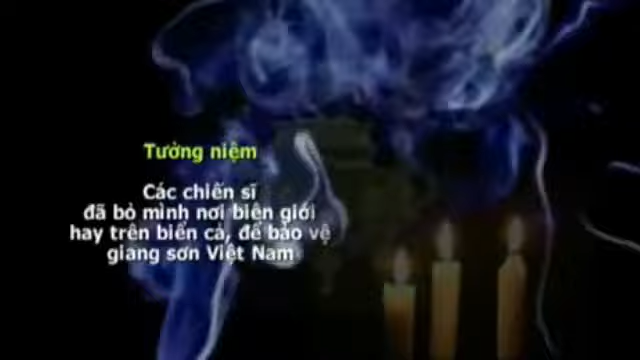 Tưởng niệm
Các chiến sĩ
đã bỏ mình nơi biên giới
hay trên biển cả, để bảo vệ
giang sơn Việt Nam